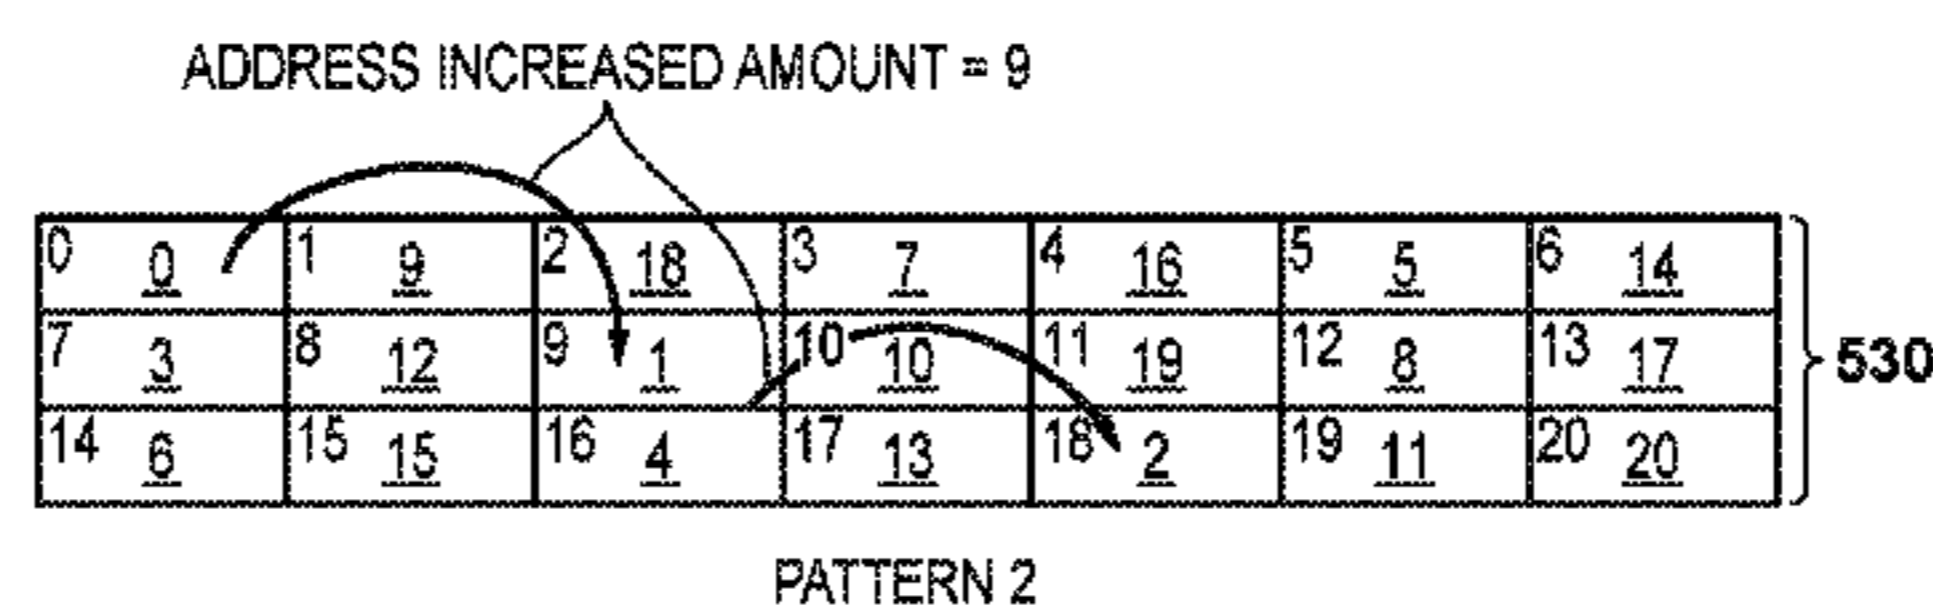 ADDRESS INCREASED AMOUNT = 9
0 0 1 9 2 18 3 7 4 16 5 5 6 14
7 3 8 12 9 1 10 10 11 19 12 8 13 17
530
14 6 15 15 16 4 17 13 18 2 19 11 20 20
PATTERN 2